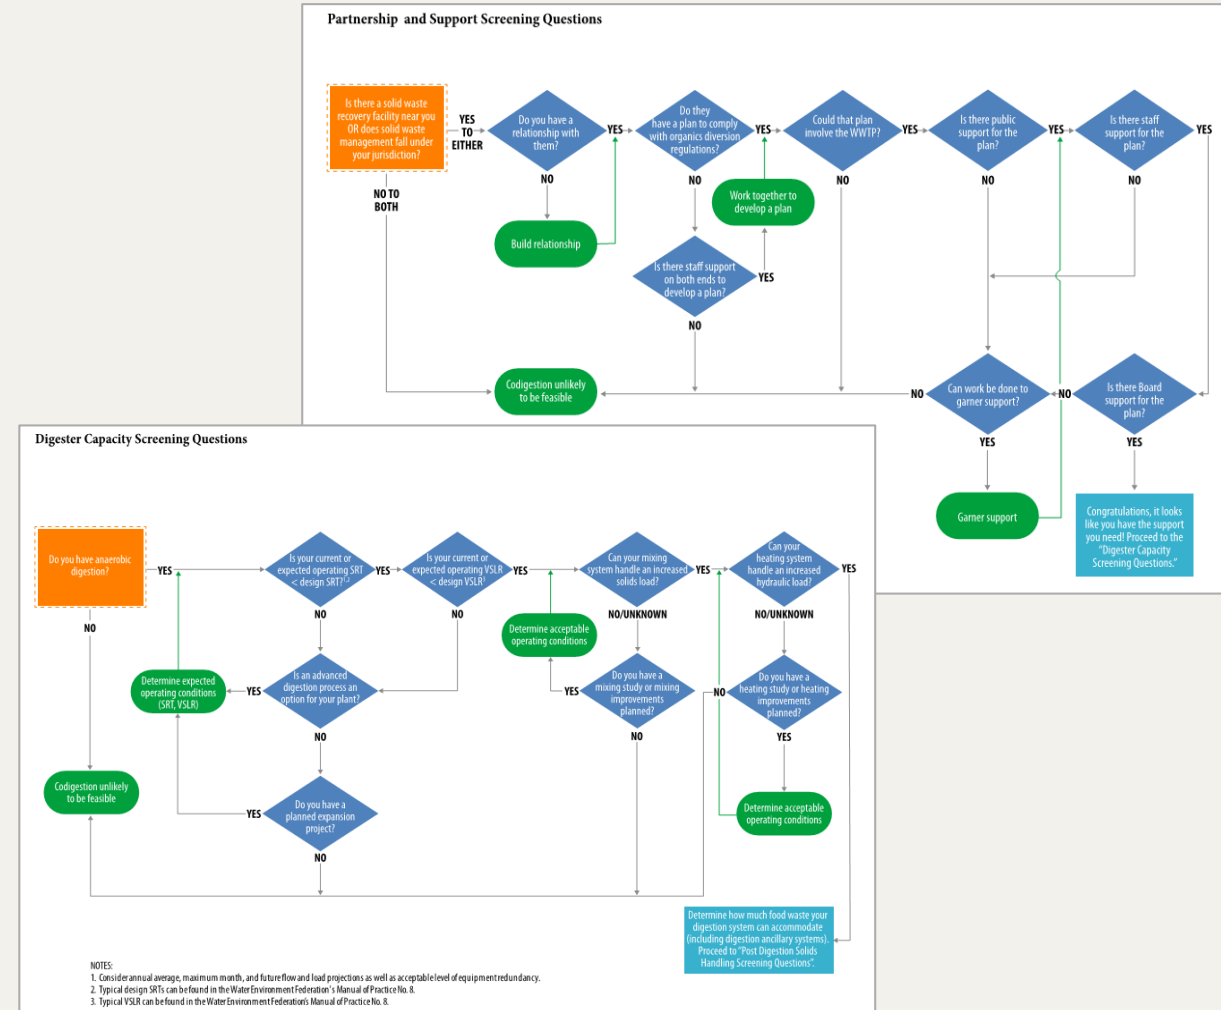 Partnership and Support Screening Questions
Is there a solid waste
recovery facility near you
OR does solid waste
management fall under
your jurisdiction?
YES
TO
EITHER
NO TO
BOTH
Do you have a
relationship with
them?
YES
NO
Build relationship
Do they
have a plan to comply
with organics diversion
regulations?
YES
NO
Work together to
develop a plan
Is there staff support
on both ends to
develop a plan?
YES
NO
Could that plan
involve the WWTP?
YES
NO
Is there public
support for the
plan?
YES
NO
Is there staff
support for the
plan?
YES
NO
Codigestion unlikely
to be feasible
NO
Can work be done to
garner support?
YES
NO
Is there Board
support for the
plan?
YES
Garner support
Congratulations, it looks
like you have the support
you need! Proceed to the
"Digester Capacity
Screening Questions."
Digester Capacity Screening Questions
Do you have anaerobic
digestion?
YES
NO
Is your current or
expected operating SRT
< design SRT?1,2
YES
NO
Is your current or
expected operating VSLR
< design VSLR3
YES
NO
Can your mixing
system handle an increased
solids load?
YES
NO/UNKNOWN
Can your
heating system
handle an increased
hydraulic load?
YES
NO/UNKNOWN
Determine acceptable
operating conditions
Determine expected
operating conditions
(SRT, VSLR)
YES
Is an advanced
digestion process an
option for your plant?
NO
YES
Do you have a
mixing study or mixing
improvements
planned?
NO
NO
Do you have a
heating study or heating
improvements
planned?
YES
Codigestion unlikely
to be feasible
YES
Do you have a
planned expansion
project?
NO
Determine acceptable
operating conditions
Determine how much food waste your
digestion system can accommodate
(including digestion ancillary systems).
Proceed to "Post Digestion Solids
Handling Screening Questions".
NOTES:
1. Consider annual average, maximum month, and future flow and load projections as well as acceptable level of equipment redundancy.
2. Typical design SRTs can be found in the Water Environment Federation's Manual of Practice No. 8.
3. Typical VSLR can be found in the Water Environment Federation's Manual of Practice No. 8.